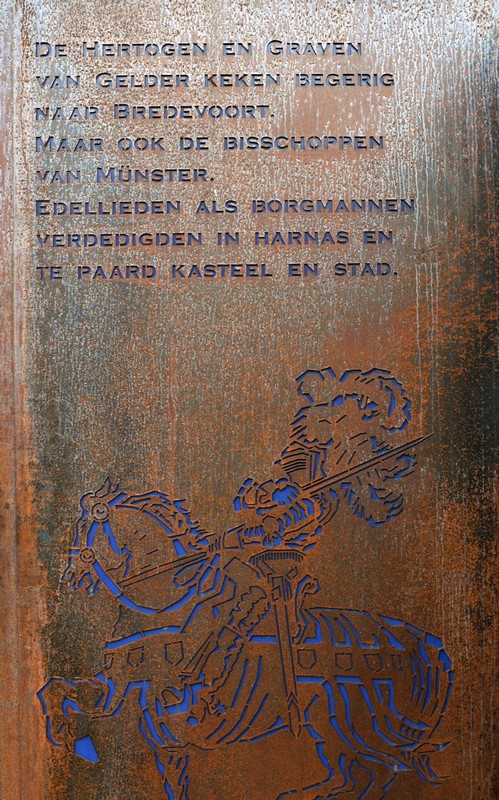 De Hertogen en Graven
van Gelder keken begerig
naar Bredevoort.
Maar ook de bisschoppen
van Münster.
Edellieden als borgmannen
verdedigden in harnas en
te paard kasteel en stad.